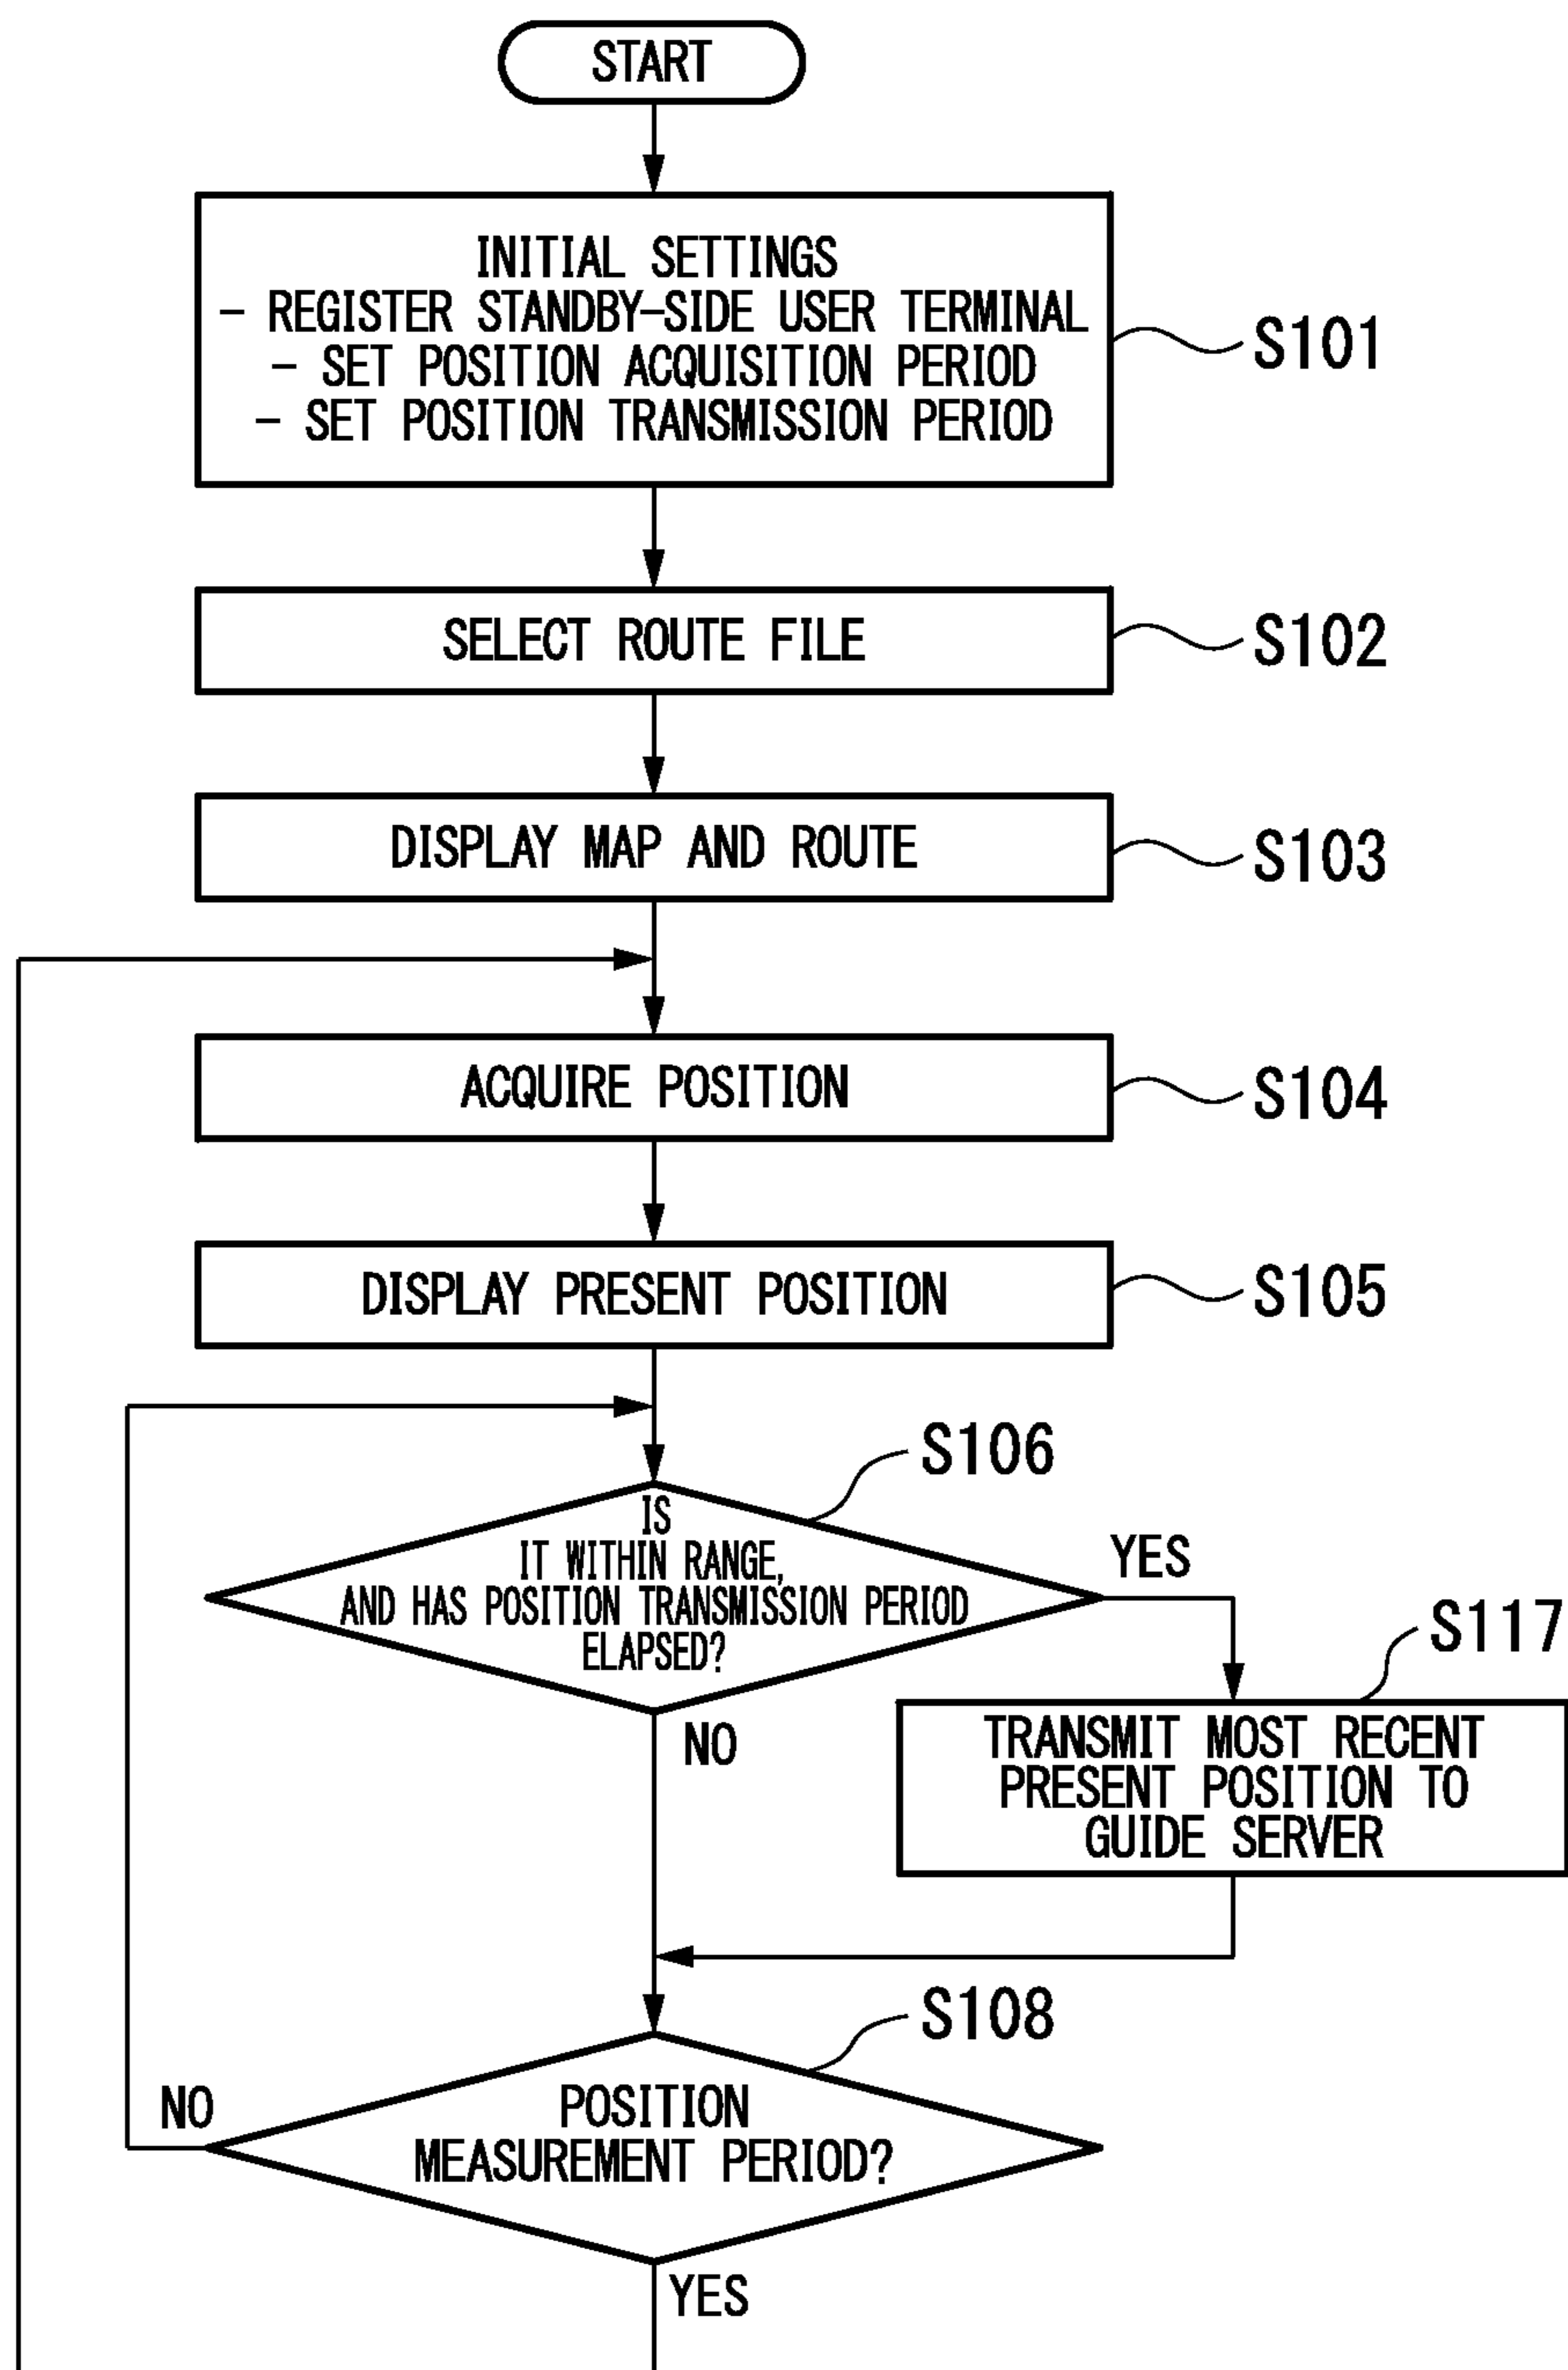 START
INITIAL SETTINGS
- REGISTER STANDBY-SIDE USER TERMINAL
- SET POSITION ACQUISITION PERIOD
- SET POSITION TRANSMISSION PERIOD
S101
SELECT ROUTE FILE
S102
DISPLAY MAP AND ROUTE
S103
ACQUIRE POSITION
S104
DISPLAY PRESENT POSITION
S105
S106
IS
IT WITHIN RANGE,
AND HAS POSITION TRANSMISSION PERIOD
ELAPSED?
YES
NO
S117
TRANSMIT MOST RECENT
PRESENT POSITION TO
GUIDE SERVER
S108
POSITION
MEASUREMENT PERIOD?
NO
YES